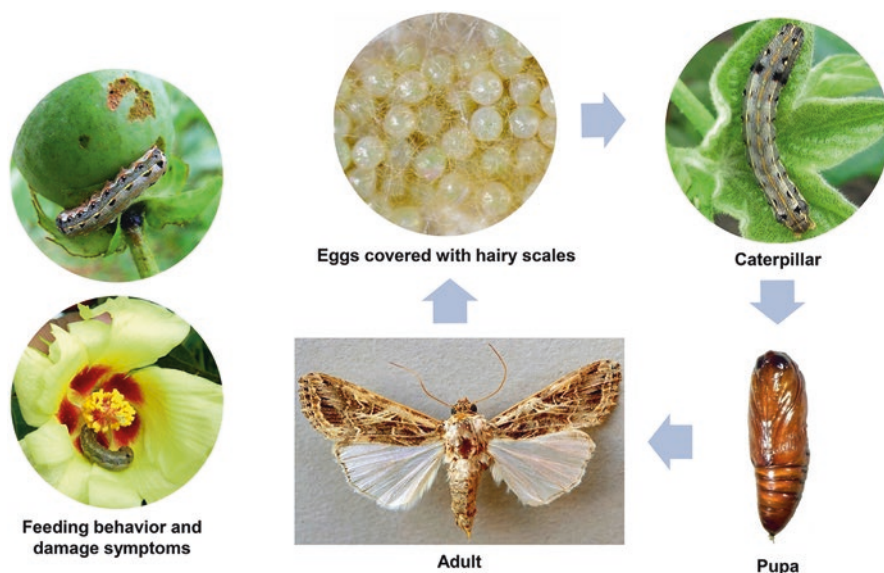 Eggs covered with hairy scales
Caterpillar
Feeding behavior and
damage symptoms
Adult
Pupa